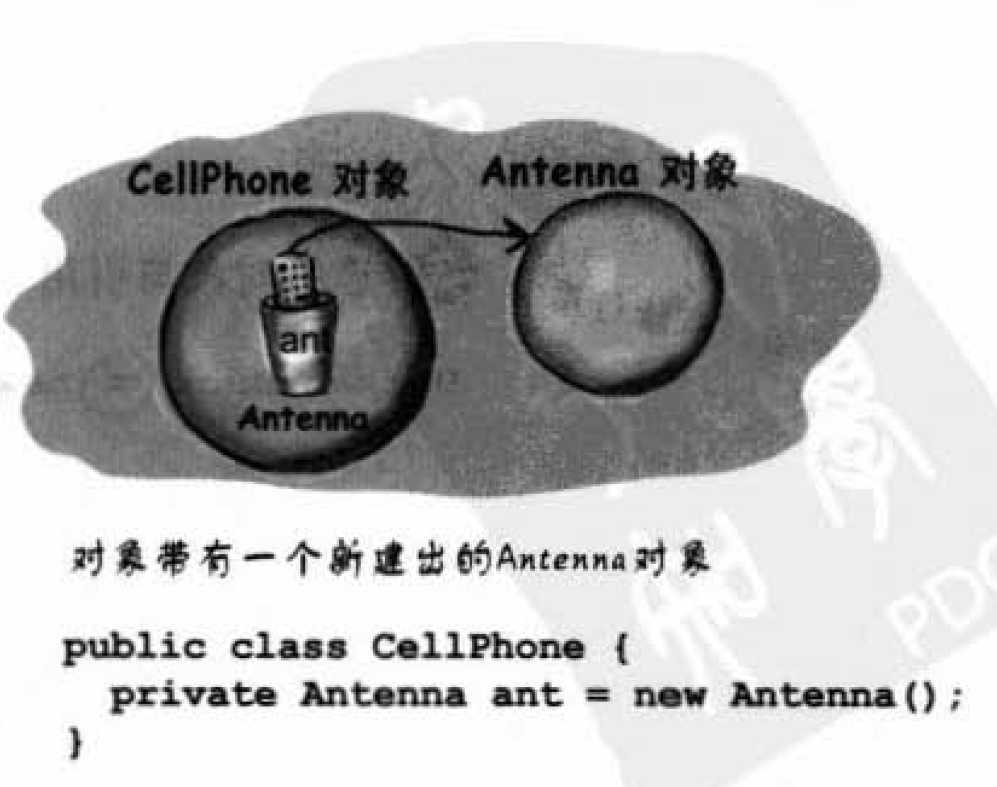 CellPhone 对象
Antenna 对象
ant
Antenna
对象带有一个新建出的Antenna对象
public class CellPhone {
private Antenna ant = new Antenna();
}
PDG